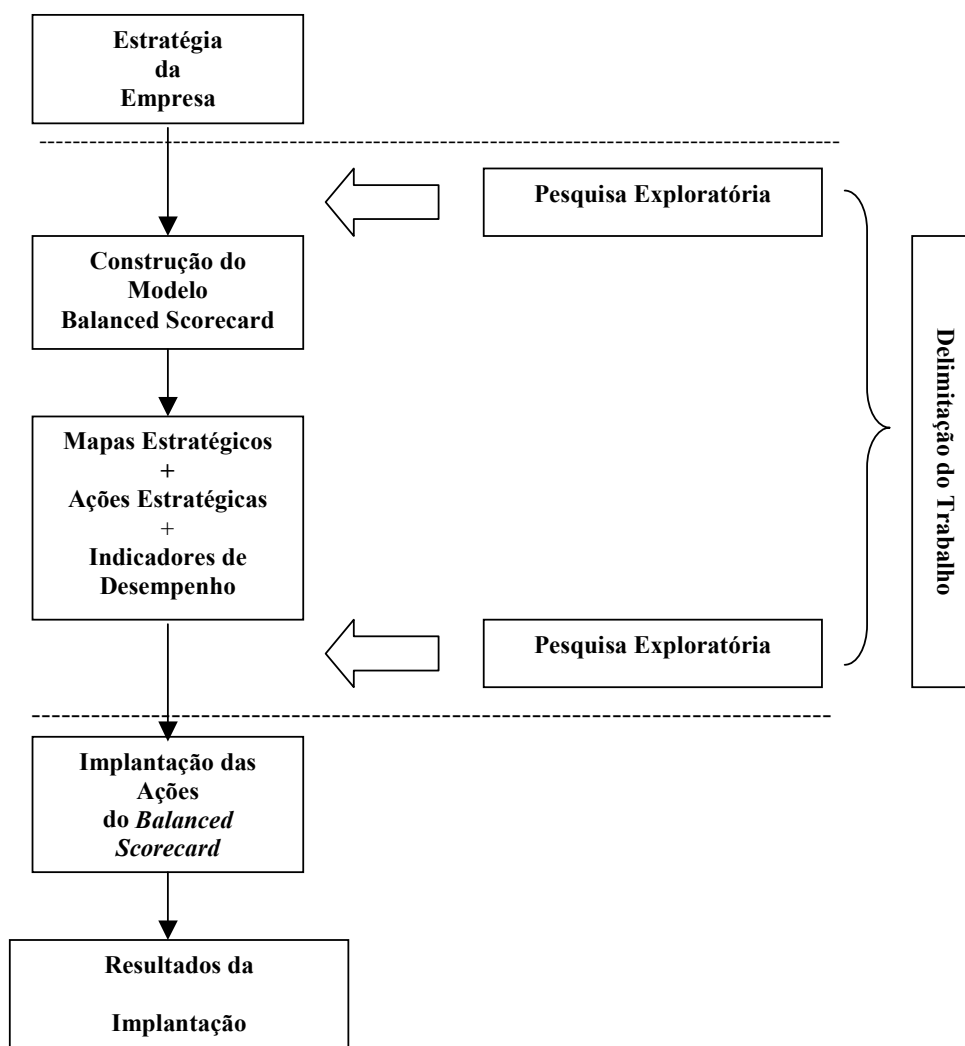 Estratégia
da
Empresa
Pesquisa Exploratória
Construção do
Modelo
Balanced Scorecard
Mapas Estratégicos
+
Ações Estratégicas
+
Indicadores de
Desempenho
Pesquisa Exploratória
Delimitação do Trabalho
Implantação das
Ações
do Balanced
Scorecard
Resultados da
Implantação